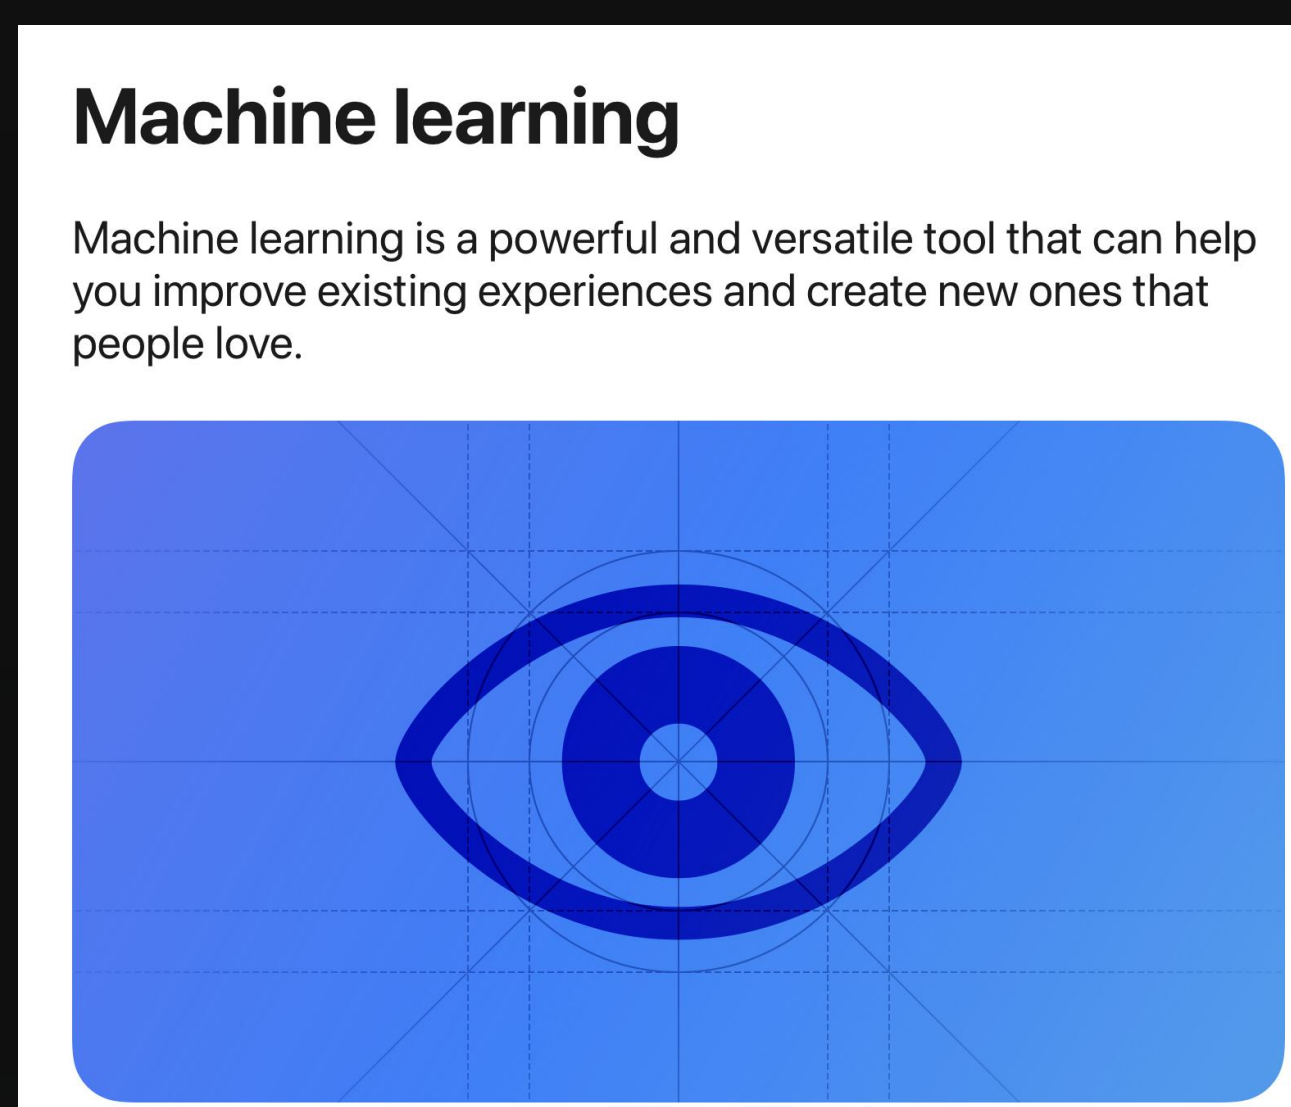 Machine learning
Machine learning is a powerful and versatile tool that can help
you improve existing experiences and create new ones that
people love.